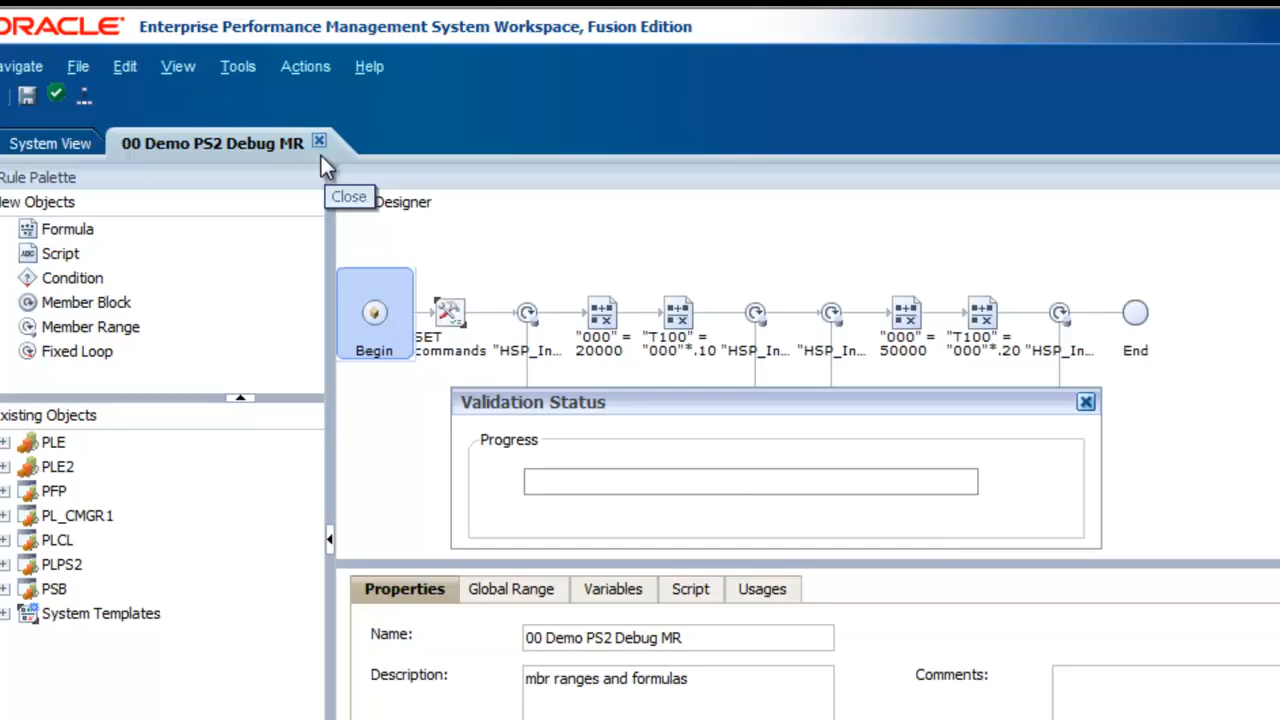 ORACLE Enterprise Performance Management System Workspace, Fusion Edition
avigate File Edit View Tools Actions Help
System View 00 Demo PS2 Debug MR
Close
Rule Palette
ew Objects
Designer
Formula
Script
Condition
Member Block
Member Range
Fixed Loop
Begin
SET
ommands
"HSP_In...
"000" =
20000
"T100" =
"000"*.10
"HSP_In...
"HSP_In...
"000" =
50000
"T100" =
"000"*.20
"HSP_In...
End
Validation Status
Progress
xisting Objects
PLE
PLE2
PFP
PL_CMGR1
PLCL
PLPS2
PSB
System Templates
Properties Global Range Variables Script Usages
Name: 00 Demo PS2 Debug MR
Description: mbr ranges and formulas Comments: